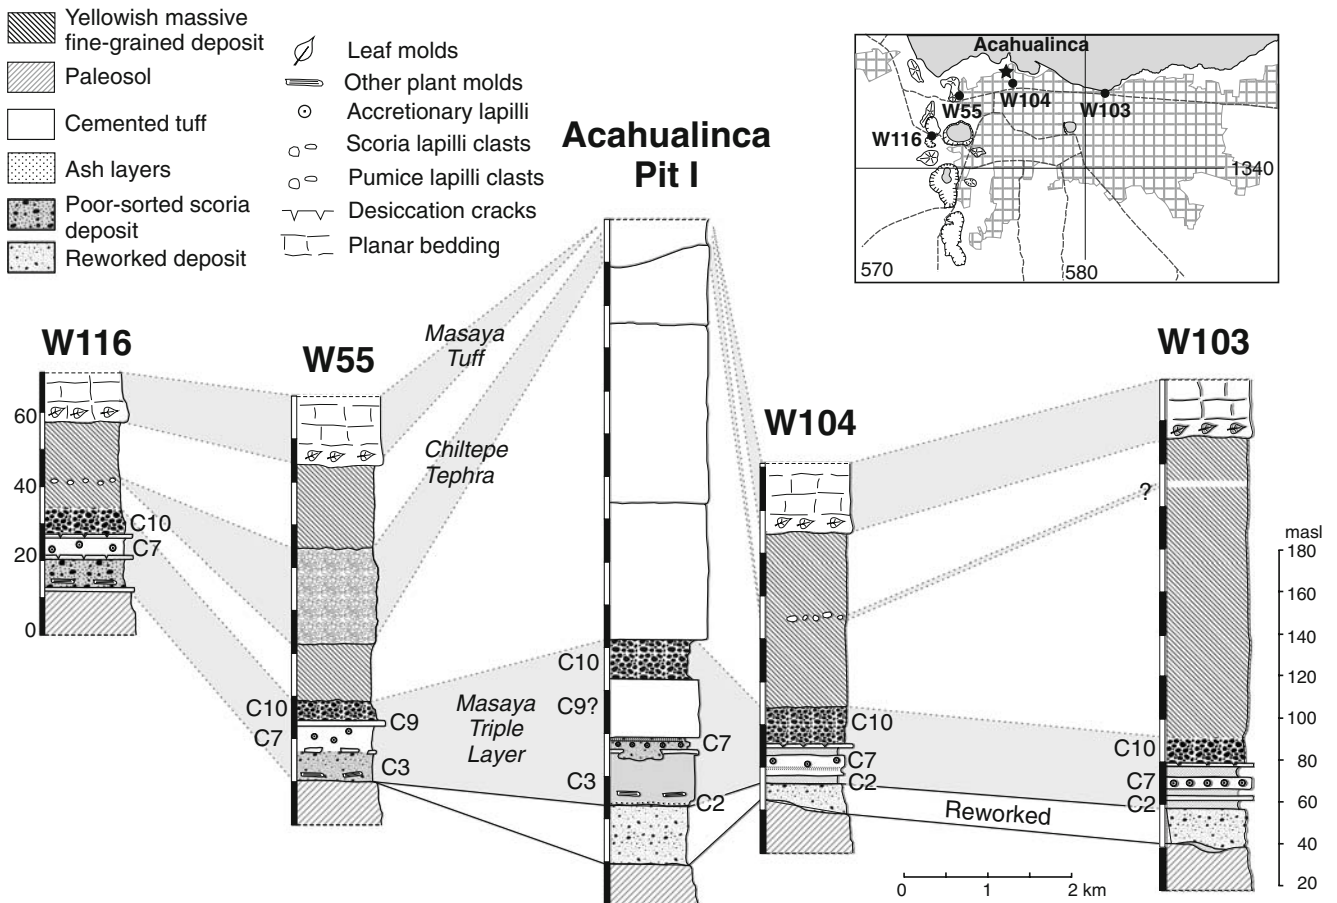 Yellowish massive
fine-grained deposit
Paleosol
Cemented tuff
Ash layers
Poor-sorted scoria
deposit
Reworked deposit
Leaf molds
Other plant molds
Accretionary lapilli
Scoria lapilli clasts
Pumice lapilli clasts
Desiccation cracks
Planar bedding
Acahualinca
Pit I
Acahualinca
W55
W104
W103
W116
1340
570
580
W116
60
40
20
0
C10
C7
W55
C10
C7
C9
C3
Masaya
Tuff
Chiltepe
Tephra
Masaya
Triple
Layer
C10
C9?
C7
C3
C2
W104
C10
C7
C2
Reworked
W103
?
C10
C7
C2
masl
180
160
140
120
100
80
60
40
20
0 1 2 km